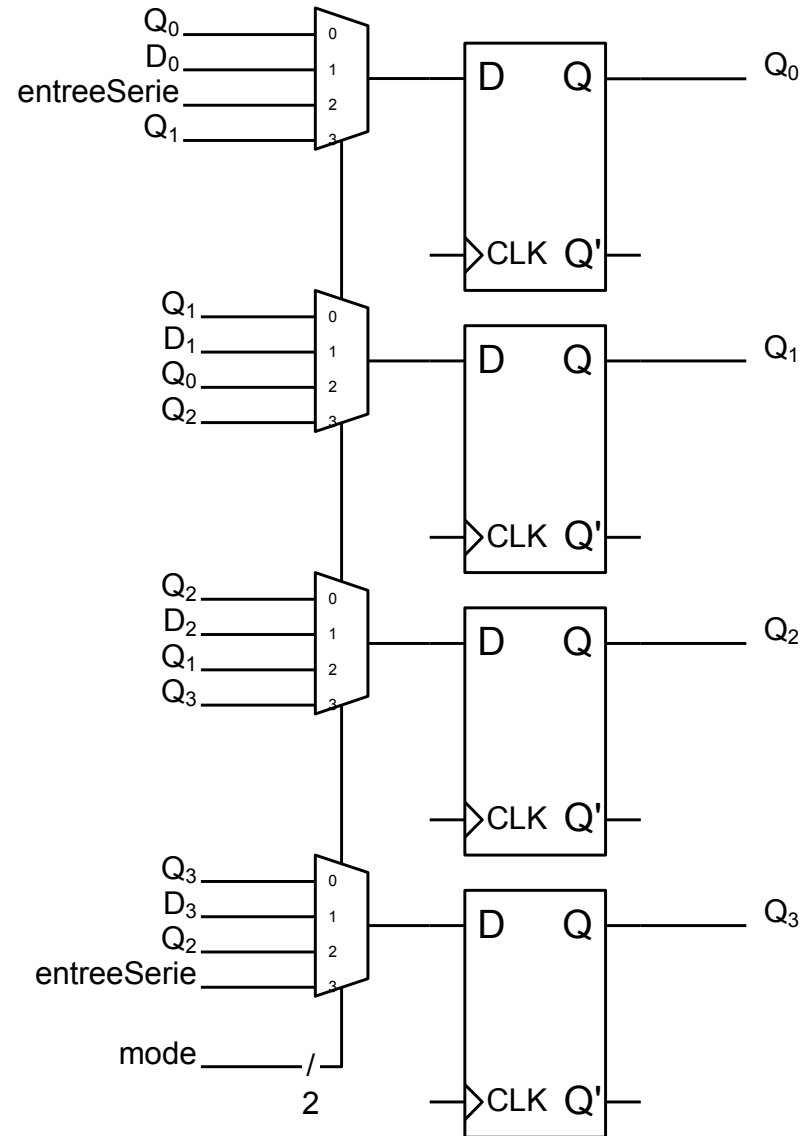 Q₀
0
D₀
1
entreeSerie
2
Q₁
3
D Q
Q₀
CLK Q'
Q₁
0
D₁
1
Q₀
2
Q₂
3
D Q
Q₁
CLK Q'
Q₂
0
D₂
1
Q₁
2
Q₃
3
D Q
Q₂
CLK Q'
Q₃
0
D₃
1
Q₂
2
entreeSerie
3
D Q
Q₃
mode
/
2
CLK Q'